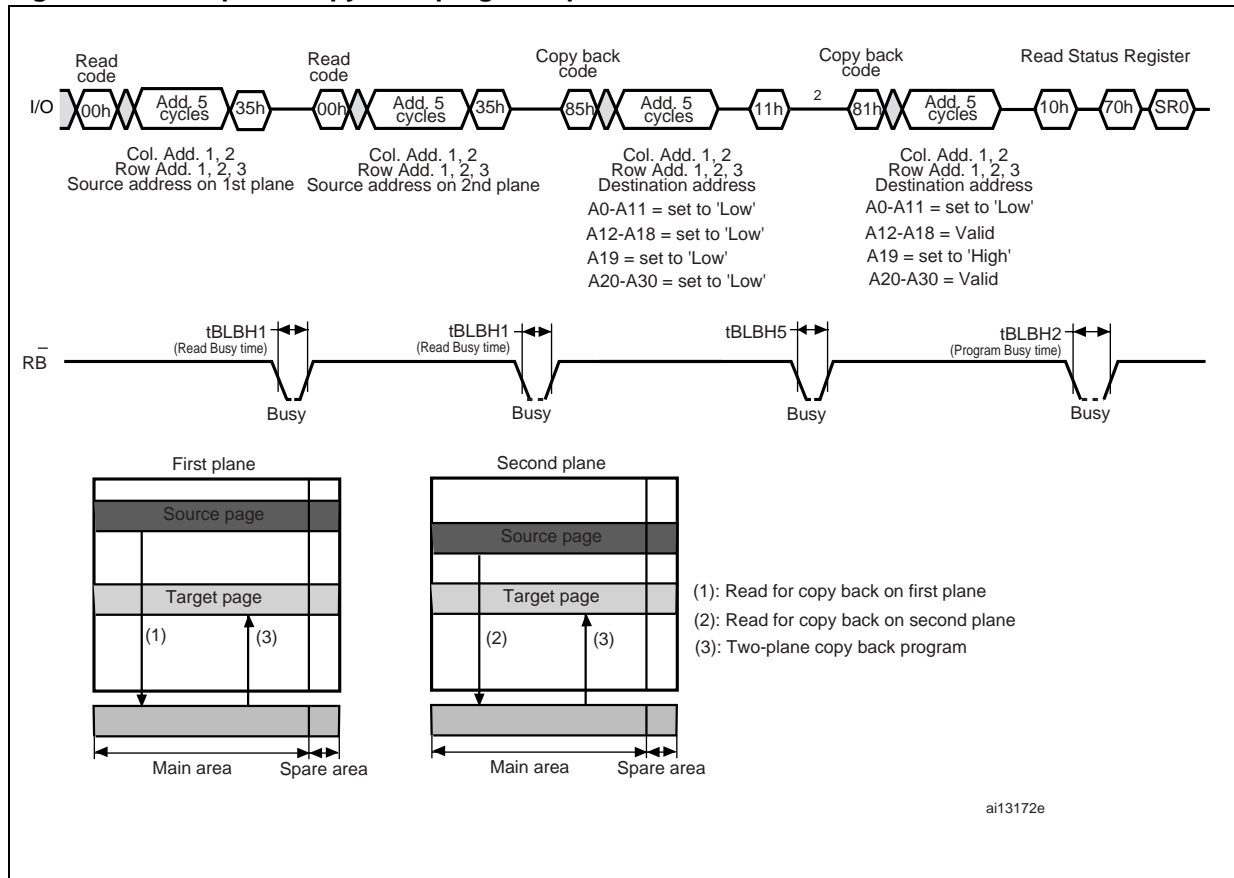 Read
code
Read
code
Copy back
code
Copy back
code
Read Status Register
I/O
00h
Add. 5
cycles
35h
00h
Add. 5
cycles
35h
85h
Add. 5
cycles
11h
2
81h
Add. 5
cycles
10h
70h
SR0
Col. Add. 1, 2
Row Add. 1, 2, 3
Source address on 1st plane
Col. Add. 1, 2
Row Add. 1, 2, 3
Source address on 2nd plane
Col. Add. 1, 2
Row Add. 1, 2, 3
Destination address
A0-A11 = set to 'Low'
A12-A18 = set to 'Low'
A19 = set to 'Low'
A20-A30 = set to 'Low'
Col. Add. 1, 2
Row Add. 1, 2, 3
Destination address
A0-A11 = set to 'Low'
A12-A18 = Valid
A19 = set to 'High'
A20-A30 = Valid
tBLBH1
(Read Busy time)
tBLBH1
(Read Busy time)
tBLBH5
tBLBH2
(Program Busy time)
RB̅
Busy
Busy
Busy
Busy
First plane
Source page
Target page
(1)
(3)
Main area
Spare area
Second plane
Source page
Target page
(2)
(3)
Main area
Spare area
(1): Read for copy back on first plane
(2): Read for copy back on second plane
(3): Two-plane copy back program
ai13172e